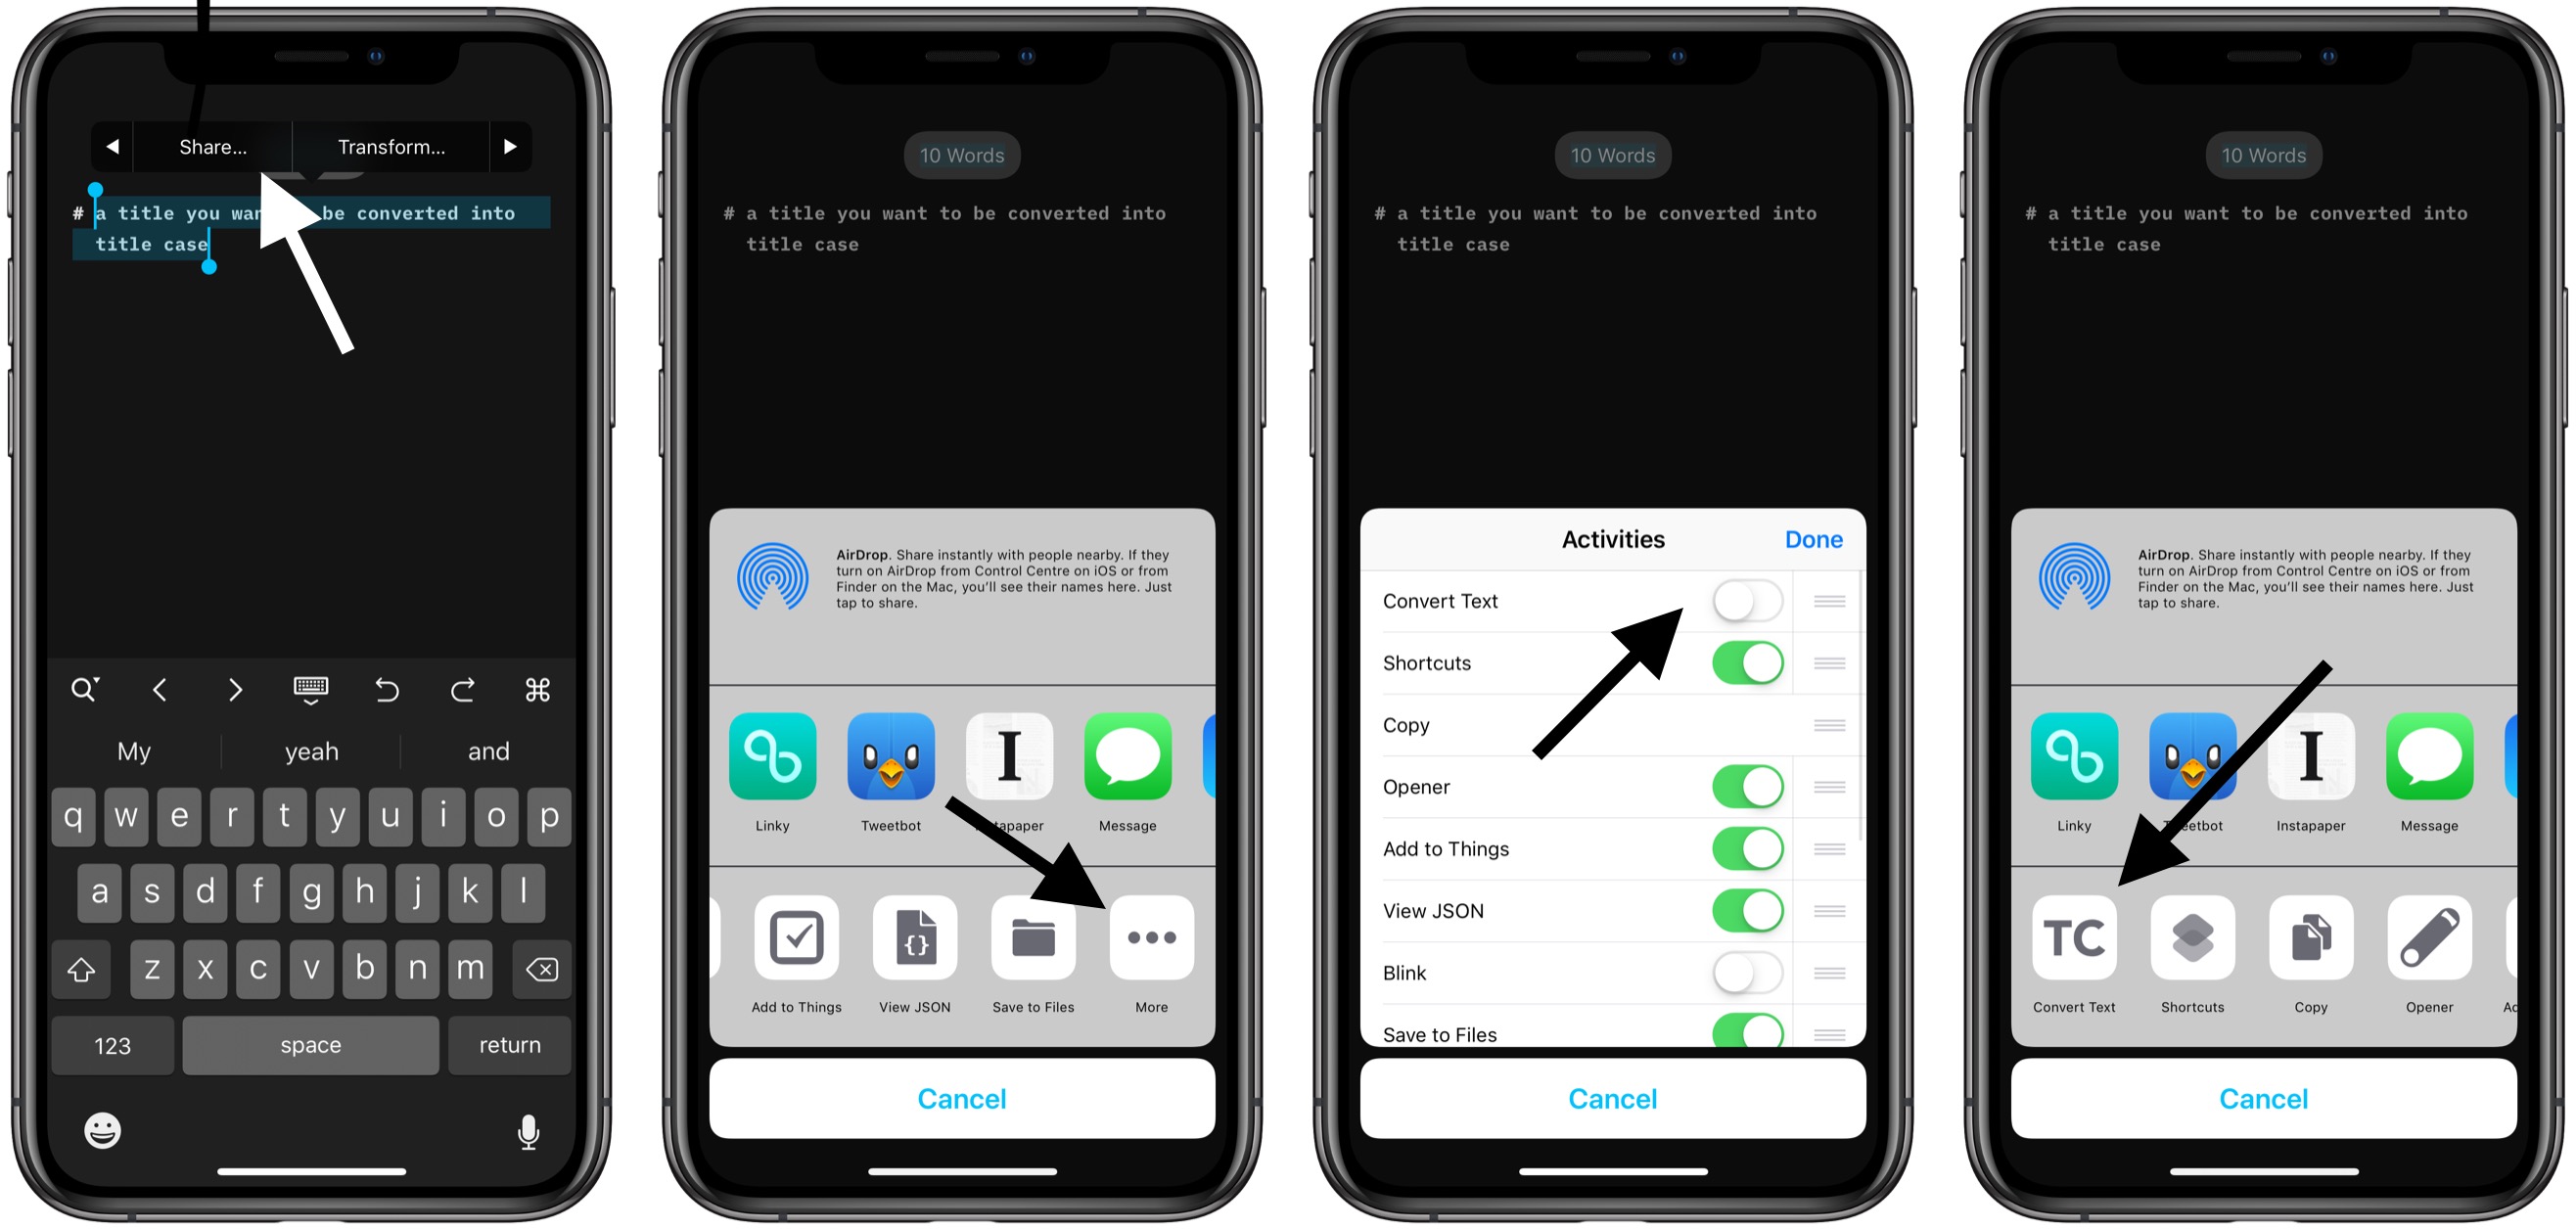 Share... Transform...
# a title you wan be converted into
title case
My yeah and
q w e r t y u i o p
a s d f g h j k l
z x c v b n m
123 space return
10 Words
# a title you want to be converted into
title case
AirDrop. Share instantly with people nearby. If they
turn on AirDrop from Control Centre on iOS or from
Finder on the Mac, you'll see their names here. Just
tap to share.
Linky Tweetbot Instapaper Message
Add to Things View JSON Save to Files More
Cancel
10 Words
# a title you want to be converted into
title case
Activities Done
Convert Text
Shortcuts
Copy
Opener
Add to Things
View JSON
Blink
Save to Files
Cancel
10 Words
# a title you want to be converted into
title case
AirDrop. Share instantly with people nearby. If they
turn on AirDrop from Control Centre on iOS or from
Finder on the Mac, you'll see their names here. Just
tap to share.
Linky Tweetbot Instapaper Message
TC
Convert Text Shortcuts Copy Opener
Cancel